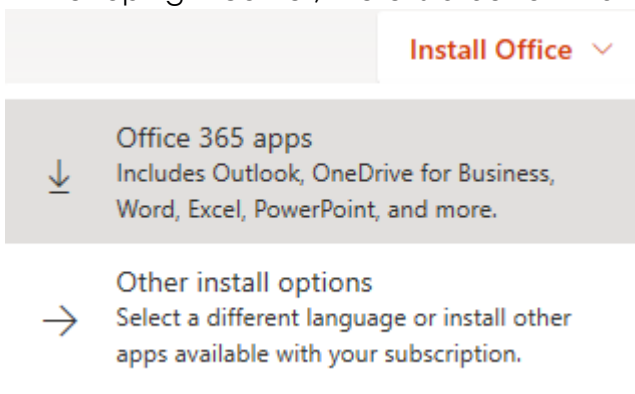 Install Office
Office 365 apps
Includes Outlook, OneDrive for Business,
Word, Excel, PowerPoint, and more.
Other install options
Select a different language or install other
apps available with your subscription.